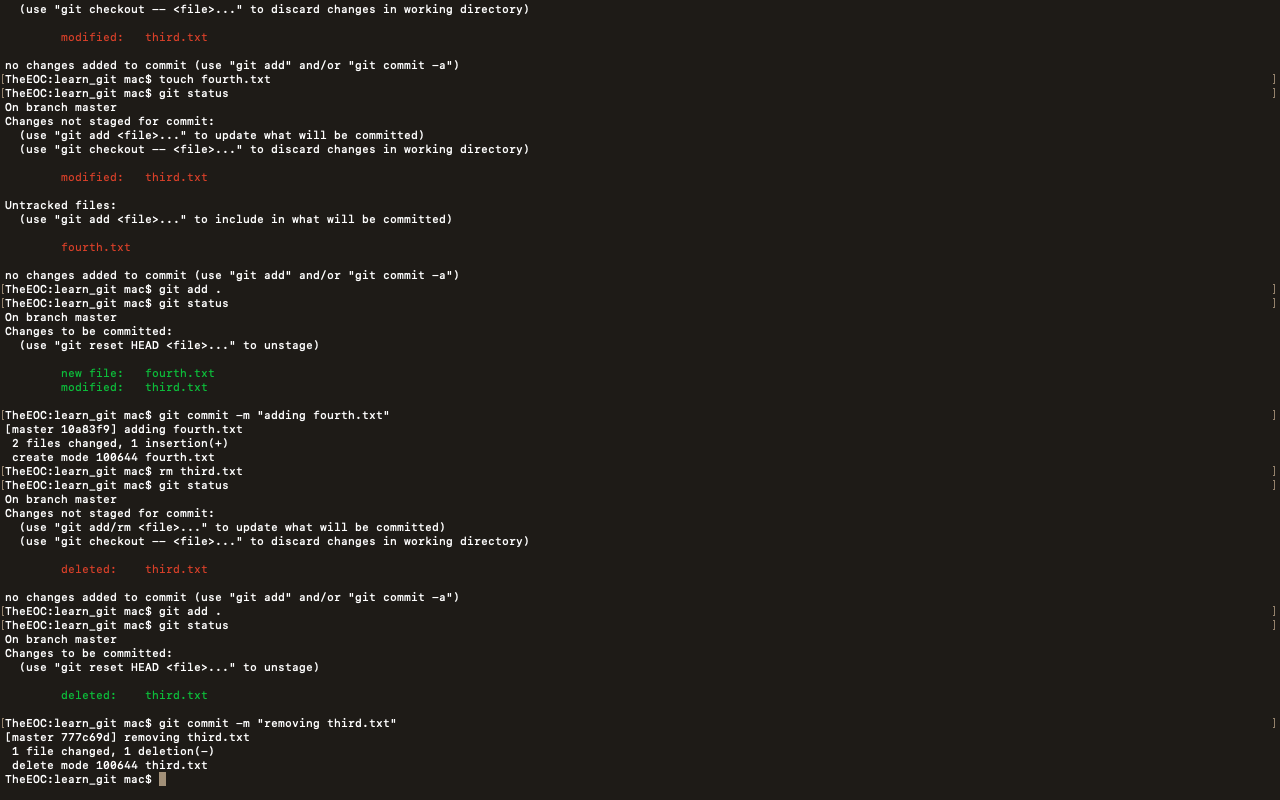 (use "git checkout -- <file>..." to discard changes in working directory)
        modified:   third.txt
no changes added to commit (use "git add" and/or "git commit -a")
[TheEOC:learn_git mac$ touch fourth.txt ]
[TheEOC:learn_git mac$ git status ]
On branch master
Changes not staged for commit:
  (use "git add <file>..." to update what will be committed)
  (use "git checkout -- <file>..." to discard changes in working directory)
        modified:   third.txt
Untracked files:
  (use "git add <file>..." to include in what will be committed)
        fourth.txt
no changes added to commit (use "git add" and/or "git commit -a")
[TheEOC:learn_git mac$ git add . ]
[TheEOC:learn_git mac$ git status ]
On branch master
Changes to be committed:
  (use "git reset HEAD <file>..." to unstage)
        new file:   fourth.txt
        modified:   third.txt
[TheEOC:learn_git mac$ git commit -m "adding fourth.txt" ]
[master 10a83f9] adding fourth.txt
 2 files changed, 1 insertion(+)
 create mode 100644 fourth.txt
[TheEOC:learn_git mac$ rm third.txt ]
[TheEOC:learn_git mac$ git status ]
On branch master
Changes not staged for commit:
  (use "git add/rm <file>..." to update what will be committed)
  (use "git checkout -- <file>..." to discard changes in working directory)
        deleted:    third.txt
no changes added to commit (use "git add" and/or "git commit -a")
[TheEOC:learn_git mac$ git add . ]
[TheEOC:learn_git mac$ git status ]
On branch master
Changes to be committed:
  (use "git reset HEAD <file>..." to unstage)
        deleted:    third.txt
[TheEOC:learn_git mac$ git commit -m "removing third.txt" ]
[master 777c69d] removing third.txt
 1 file changed, 1 deletion(-)
 delete mode 100644 third.txt
TheEOC:learn_git mac$